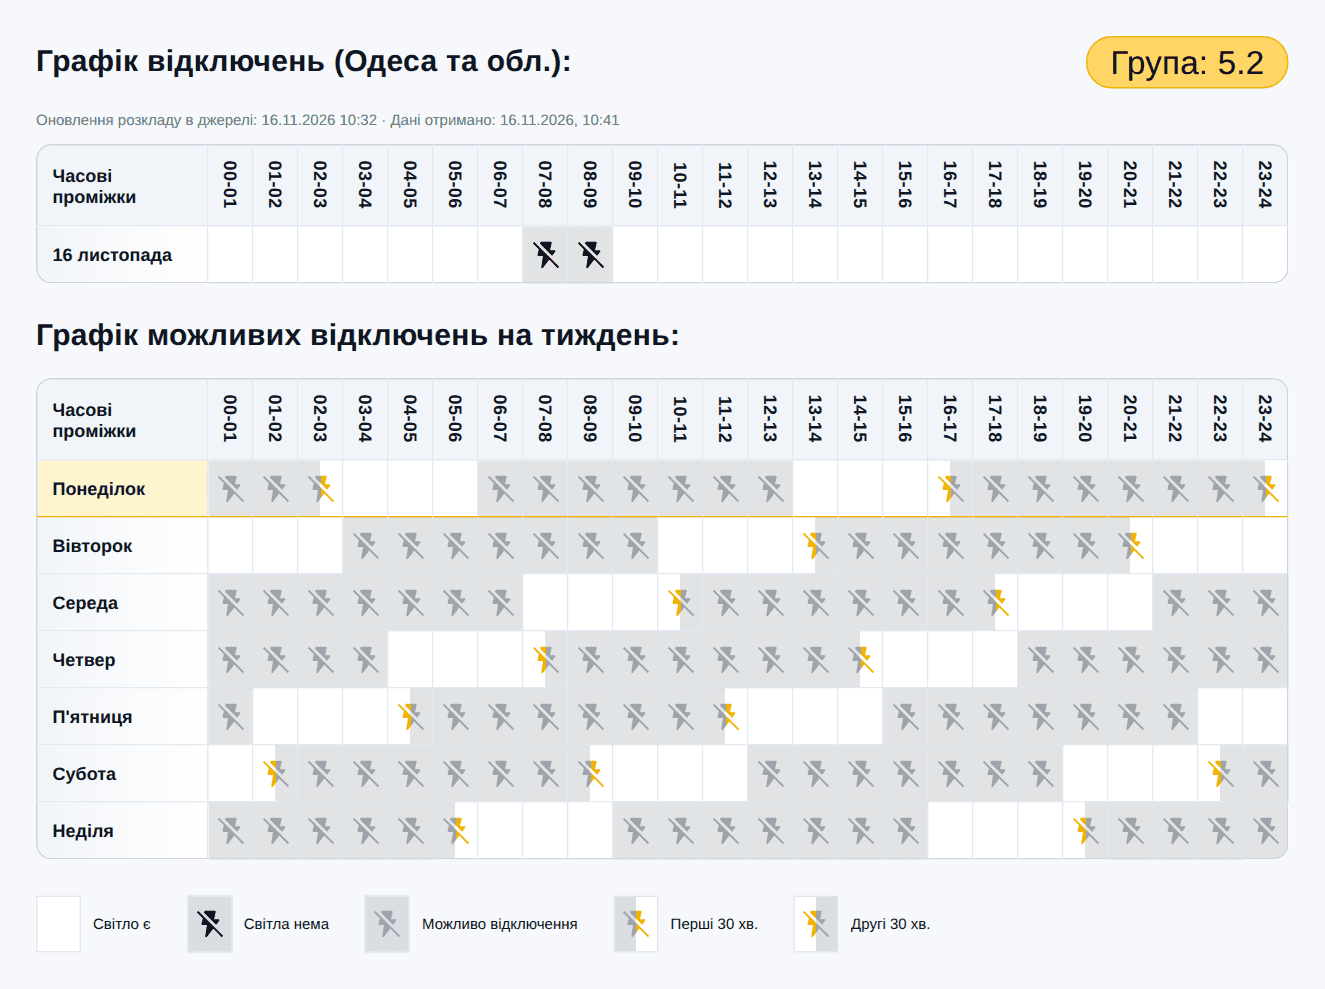 Графік відключень (Одеса та обл.):
Група: 5.2
Оновлення розкладу в джерелі: 16.11.2026 10:32 · Дані отримано: 16.11.2026, 10:41
Часові
проміжки
00-01 01-02 02-03 03-04 04-05 05-06 06-07 07-08 08-09 09-10 10-11 11-12 12-13 13-14 14-15 15-16 16-17 17-18 18-19 19-20 20-21 21-22 22-23 23-24
16 листопада
Графік можливих відключень на тиждень:
Часові
проміжки
00-01 01-02 02-03 03-04 04-05 05-06 06-07 07-08 08-09 09-10 10-11 11-12 12-13 13-14 14-15 15-16 16-17 17-18 18-19 19-20 20-21 21-22 22-23 23-24
Понеділок
Вівторок
Середа
Четвер
П'ятниця
Субота
Неділя
Світло є
Світла нема
Можливо відключення
Перші 30 хв.
Другі 30 хв.